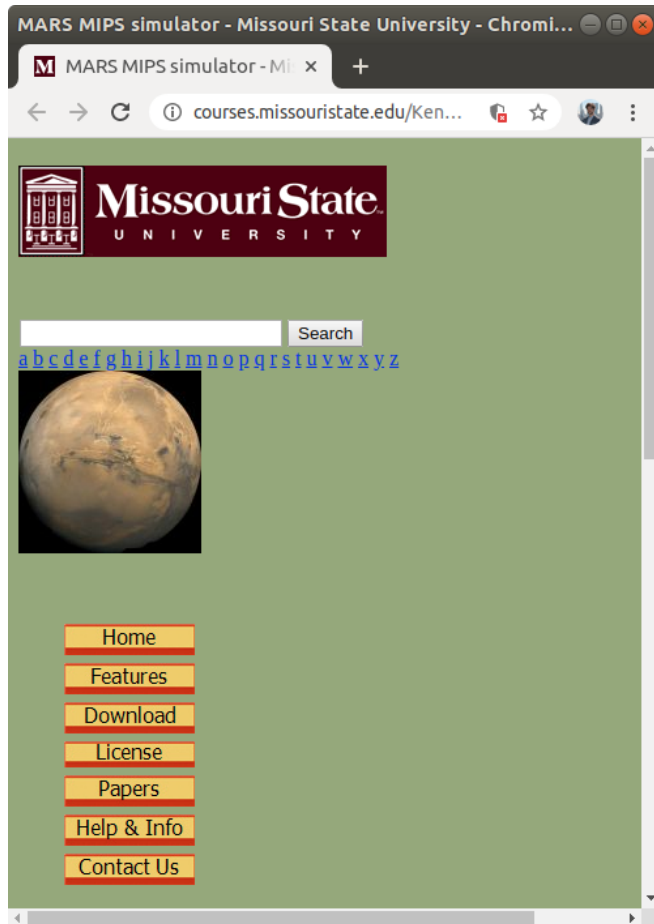 MARS MIPS simulator - Missouri State University - Chromi...
M MARS MIPS simulator - Mi
courses.missouristate.edu/Ken...
Missouri State
UNIVERSITY
Search
a b c d e f g h i j k l m n o p q r s t u v w x y z
Home
Features
Download
License
Papers
Help & Info
Contact Us